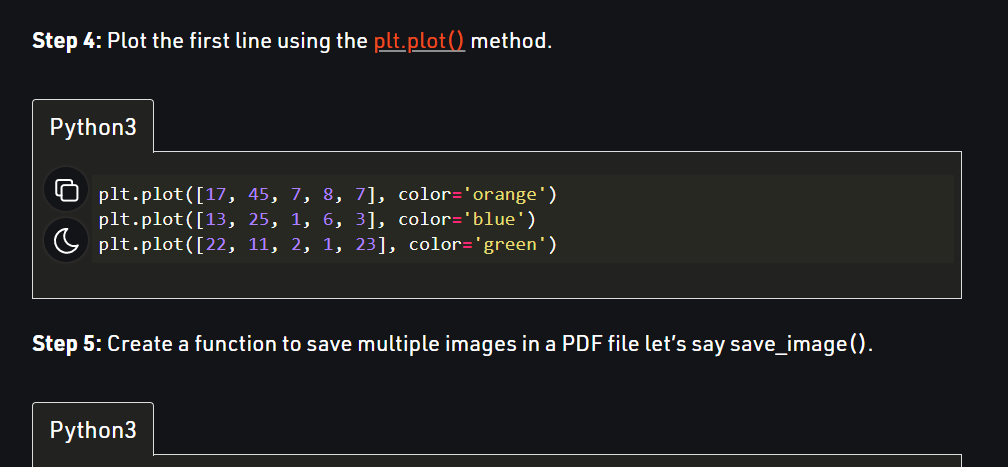 Step 4: Plot the first line using the plt.plot() method.
Python3
plt.plot([17, 45, 7, 8, 7], color='orange')
plt.plot([13, 25, 1, 6, 3], color='blue')
plt.plot([22, 11, 2, 1, 23], color='green')
Step 5: Create a function to save multiple images in a PDF file let’s say save_image().
Python3